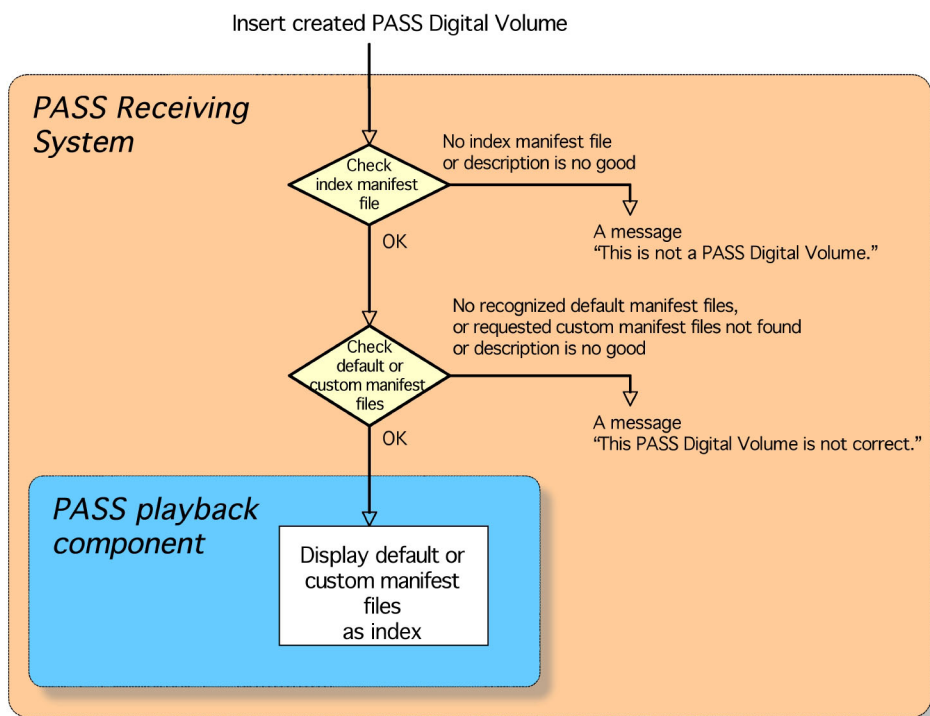 Insert created PASS Digital Volume
PASS Receiving
System
No index manifest file
or description is no good
Check
index manifest
file
A message
“This is not a PASS Digital Volume.”
OK
No recognized default manifest files,
or requested custom manifest files not found
or description is no good
Check
default or
custom manifest
files
A message
“This PASS Digital Volume is not correct.”
OK
PASS playback
component
Display default or
custom manifest
files
as index